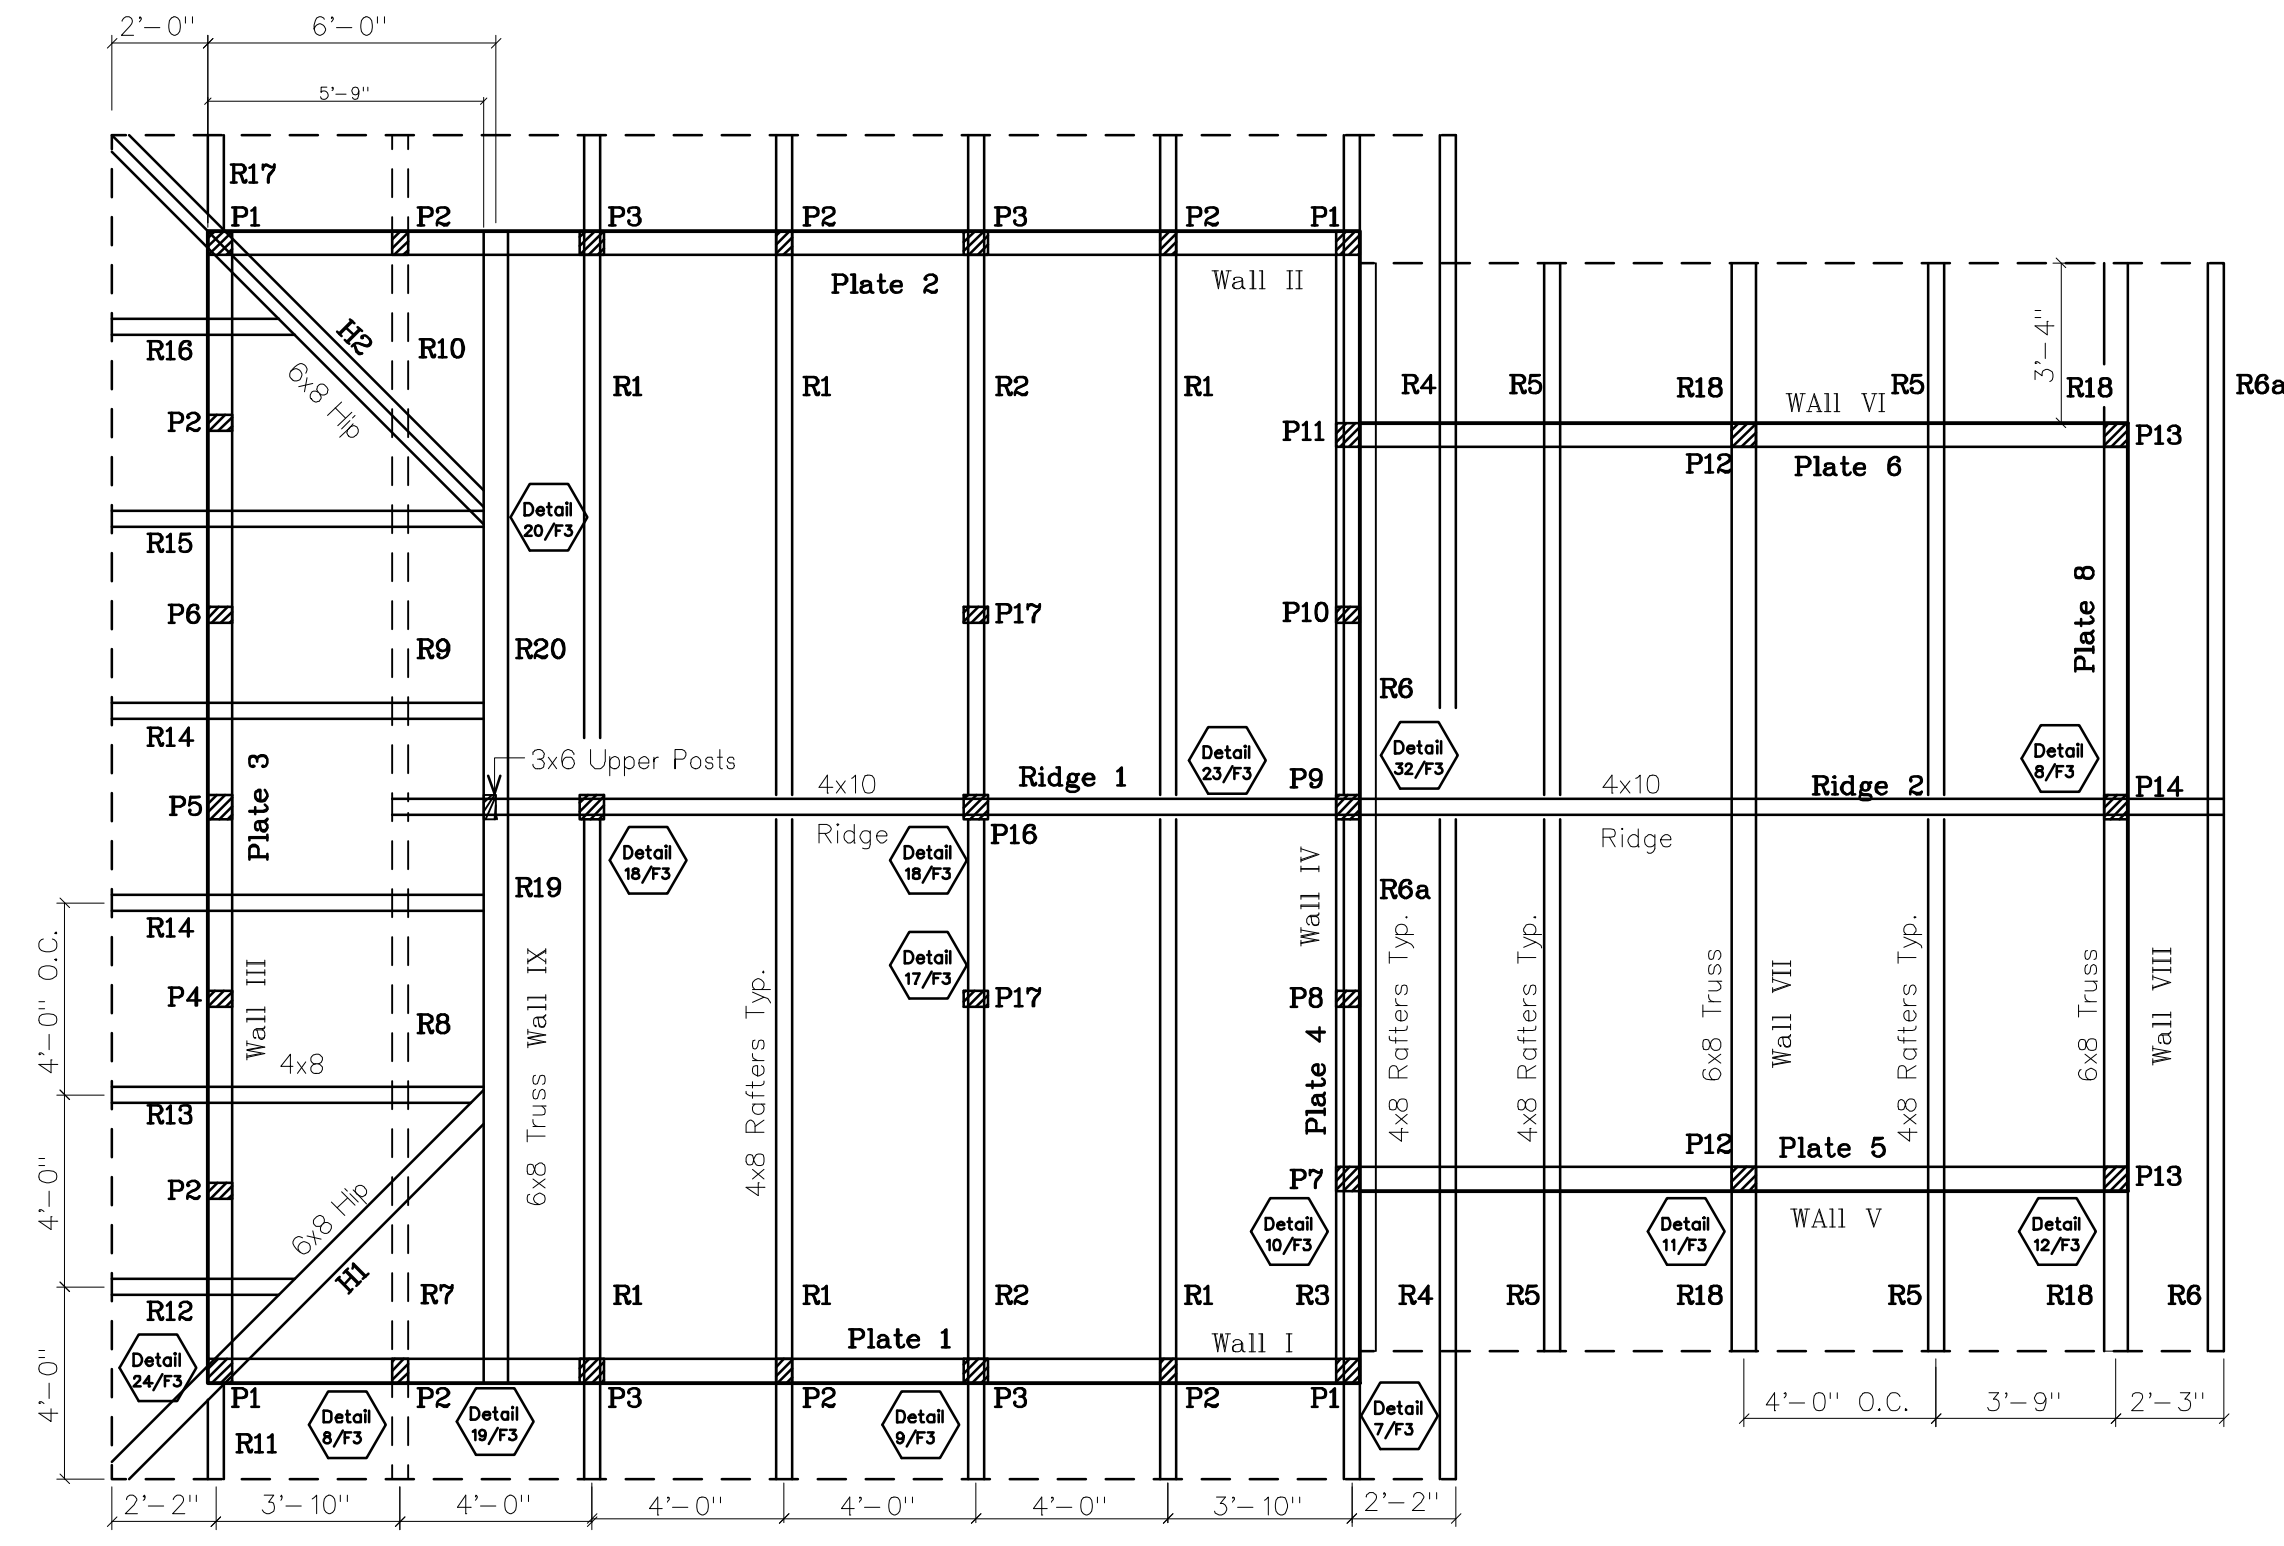 2'-0" 6'-0"
5'-9"
R17
P1 P2 P3 P2 P3 P2 P1
Plate 2 Wall II
R16 H2 R10
6x8 Hip
3'-4"
R1 R1 R2 R1 R4 R5 R18 R5 R18 R6a
WAll VI
P2 P11 P13
P12 Plate 6
Detail
20/F3
R15
P6 P17 P10
Plate 8
R9 R20
R6
R14
Plate 3
3x6 Upper Posts
Detail
23/F3
Detail
32/F3
Detail
8/F3
4x10 Ridge 1 P9 4x10 Ridge 2 P14
P5
Ridge P16 Ridge
Detail
18/F3
Detail
18/F3
R19 R6a
R14
Wall IV
Detail
17/F3
4'-0" O.C.
P4 P17 P8
Wall III
R8
4x8
6x8 Truss Wall IX
4x8 Rafters Typ.
Plate 4
4x8 Rafters Typ.
4x8 Rafters Typ.
6x8 Truss
Wall VII
4x8 Rafters Typ.
6x8 Truss
Wall VIII
R13
P12 Plate 5
4'-0"
P2 P7 P13
6x8 Hip
WAll V
Detail
10/F3
Detail
11/F3
Detail
12/F3
H1
R12 R7 R1 R1 R2 R1 R3 R4 R5 R18 R5 R18 R6
Plate 1 Wall I
Detail
24/F3
4'-0"
P1 P2 P3 P2 P3 P2 P1
4'-0" O.C. 3'-9" 2'-3"
Detail
8/F3
Detail
19/F3
Detail
9/F3
Detail
7/F3
R11
2'-2" 3'-10" 4'-0" 4'-0" 4'-0" 4'-0" 3'-10" 2'-2"